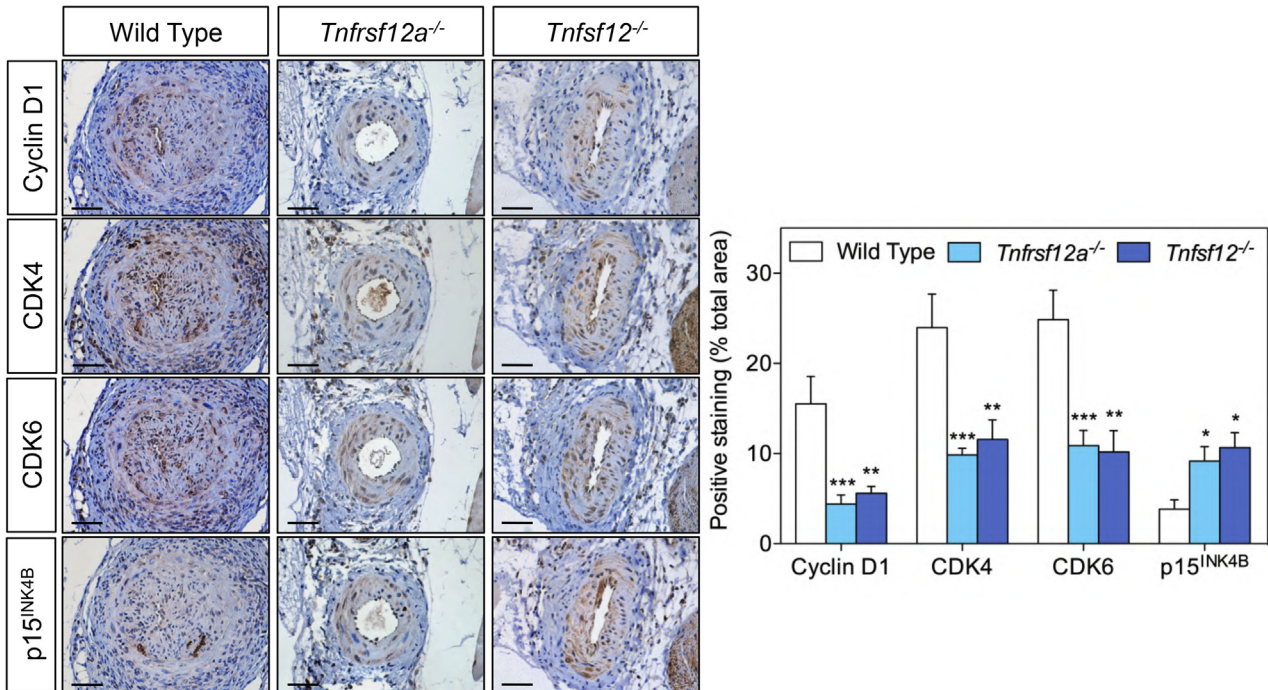 Wild Type Tnfrsf12a-/- Tnfsf12-/-
Cyclin D1
CDK4
CDK6
p15INK4B
Wild Type Tnfrsf12a-/- Tnfsf12-/-
Positive staining (% total area)
30
20
10
0
*** ** *** ** *** ** * *
Cyclin D1 CDK4 CDK6 p15INK4B